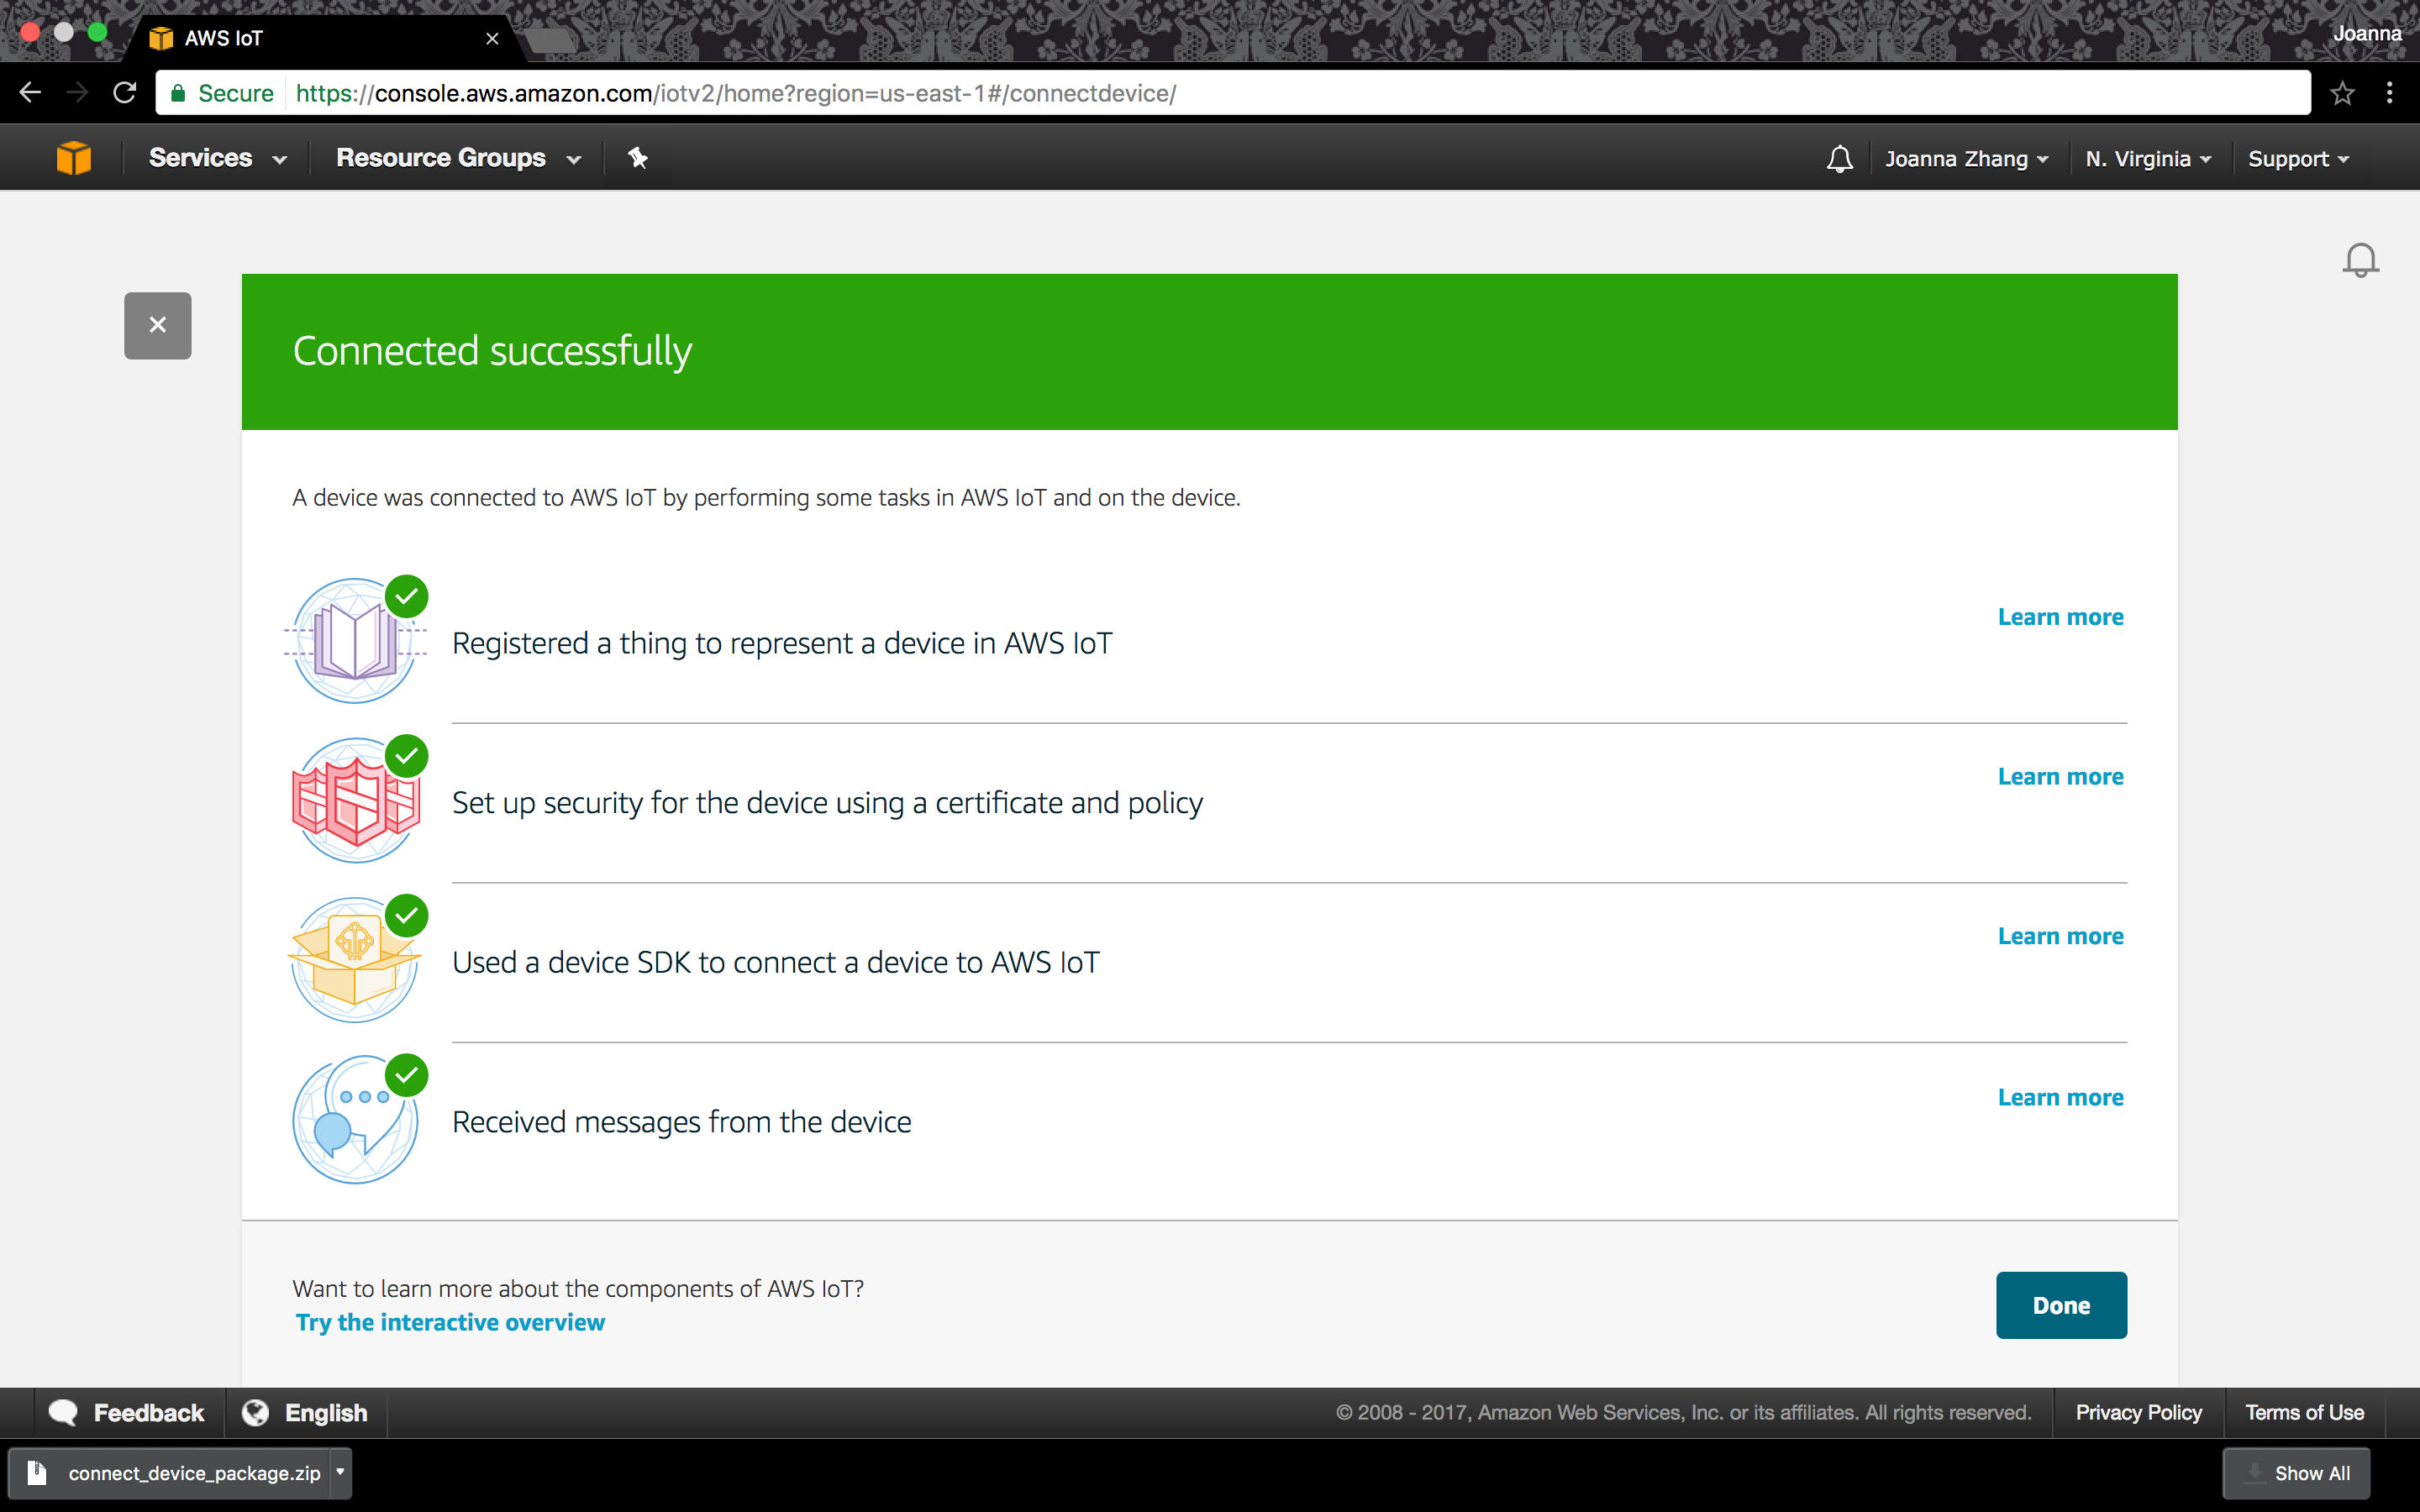 AWS IoT
Joanna
Secure https://console.aws.amazon.com/iotv2/home?region=us-east-1#/connectdevice/
Services Resource Groups Joanna Zhang N. Virginia Support
Connected successfully
A device was connected to AWS IoT by performing some tasks in AWS IoT and on the device.
Registered a thing to represent a device in AWS IoT
Learn more
Set up security for the device using a certificate and policy
Learn more
Used a device SDK to connect a device to AWS IoT
Learn more
Received messages from the device
Learn more
Want to learn more about the components of AWS IoT?
Try the interactive overview
Done
Feedback English © 2008 - 2017, Amazon Web Services, Inc. or its affiliates. All rights reserved. Privacy Policy Terms of Use
connect_device_package.zip Show All